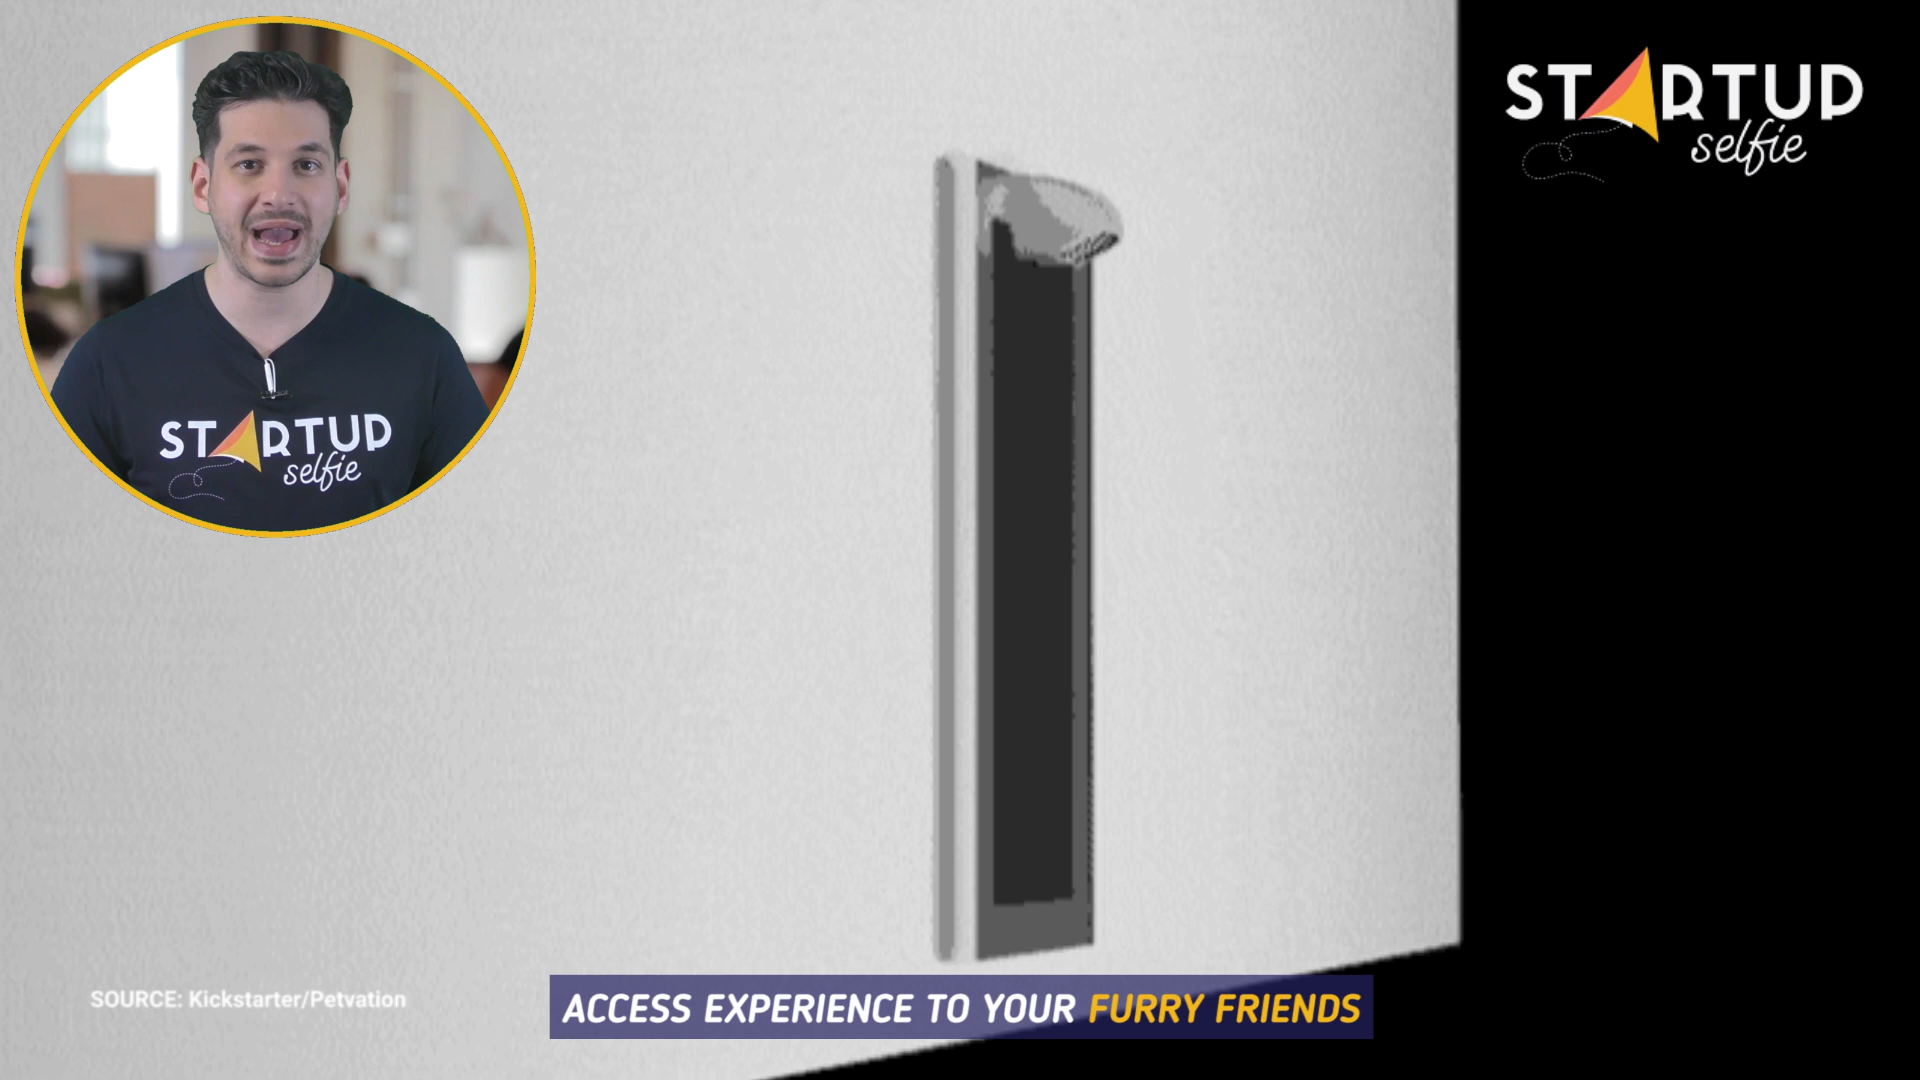 STARTUP
selfie
STARTUP
selfie
SOURCE: Kickstarter/Petvation
ACCESS EXPERIENCE TO YOUR FURRY FRIENDS